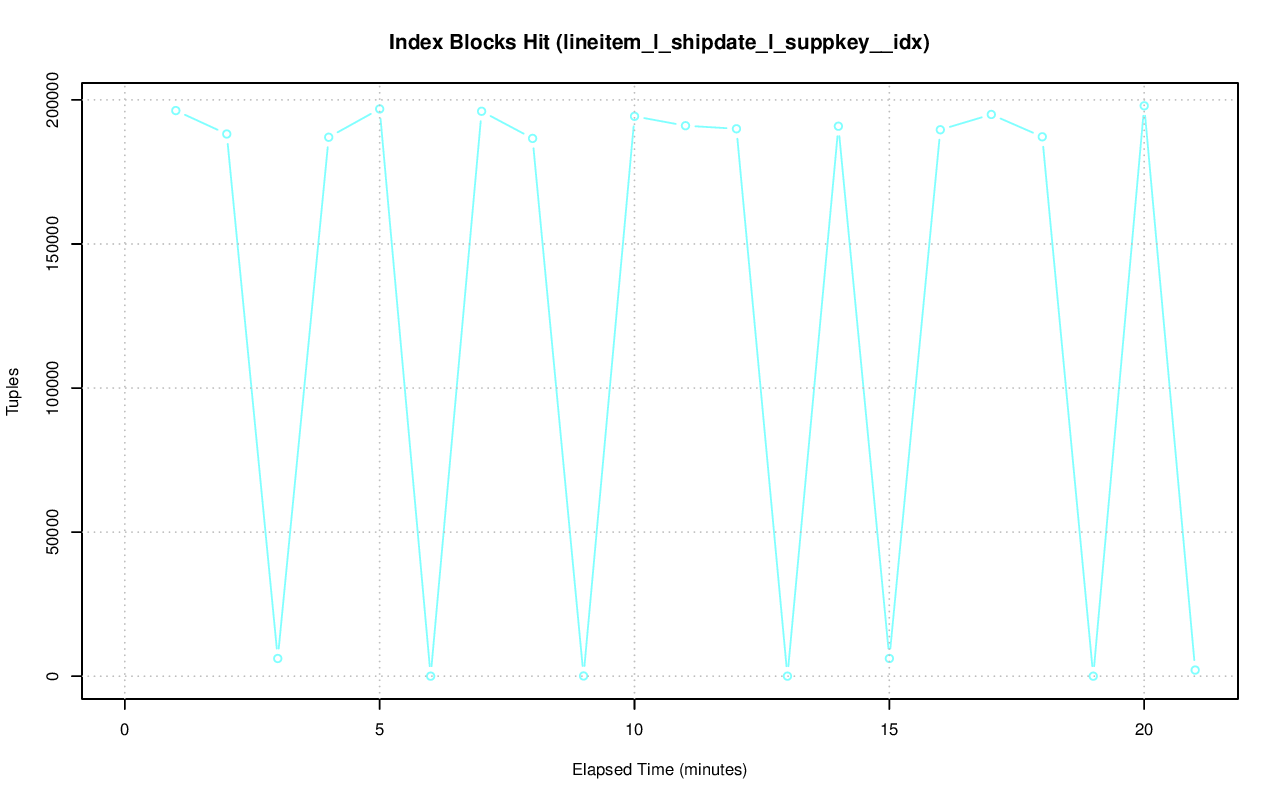 Index Blocks Hit (lineitem_l_shipdate_l_suppkey__idx)
Tuples
200000
150000
100000
50000
0
0 5 10 15 20
Elapsed Time (minutes)